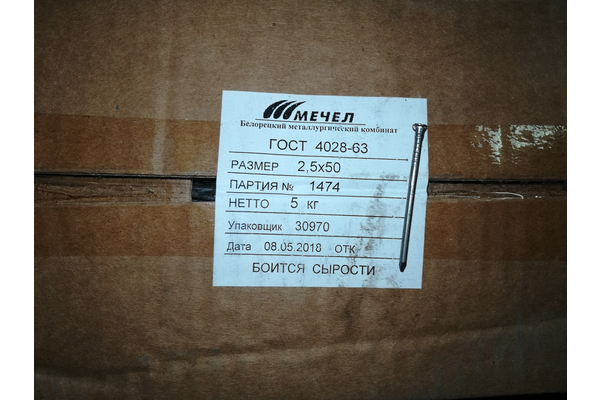 МЕЧЕЛ
Белорецкий металлургический комбинат
ГОСТ 4028-63
РАЗМЕР 2,5х50
ПАРТИЯ № 1474
НЕТТО 5 кг
Упаковщик 30970
Дата 08.05.2018 ОТК
БОИТСЯ СЫРОСТИ